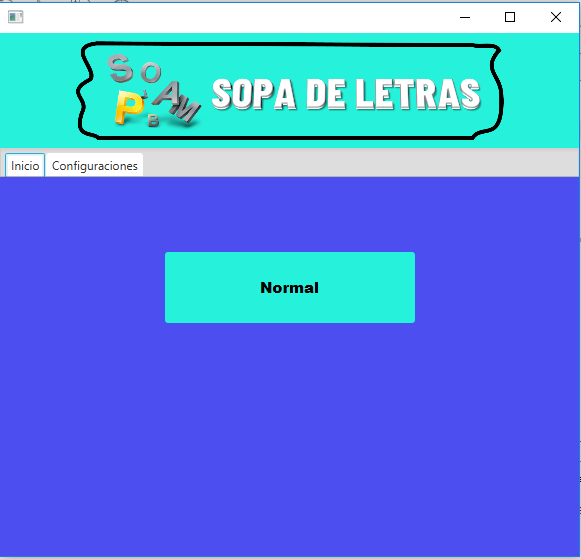 S O A M P B
SOPA DE LETRAS
Inicio Configuraciones
Normal